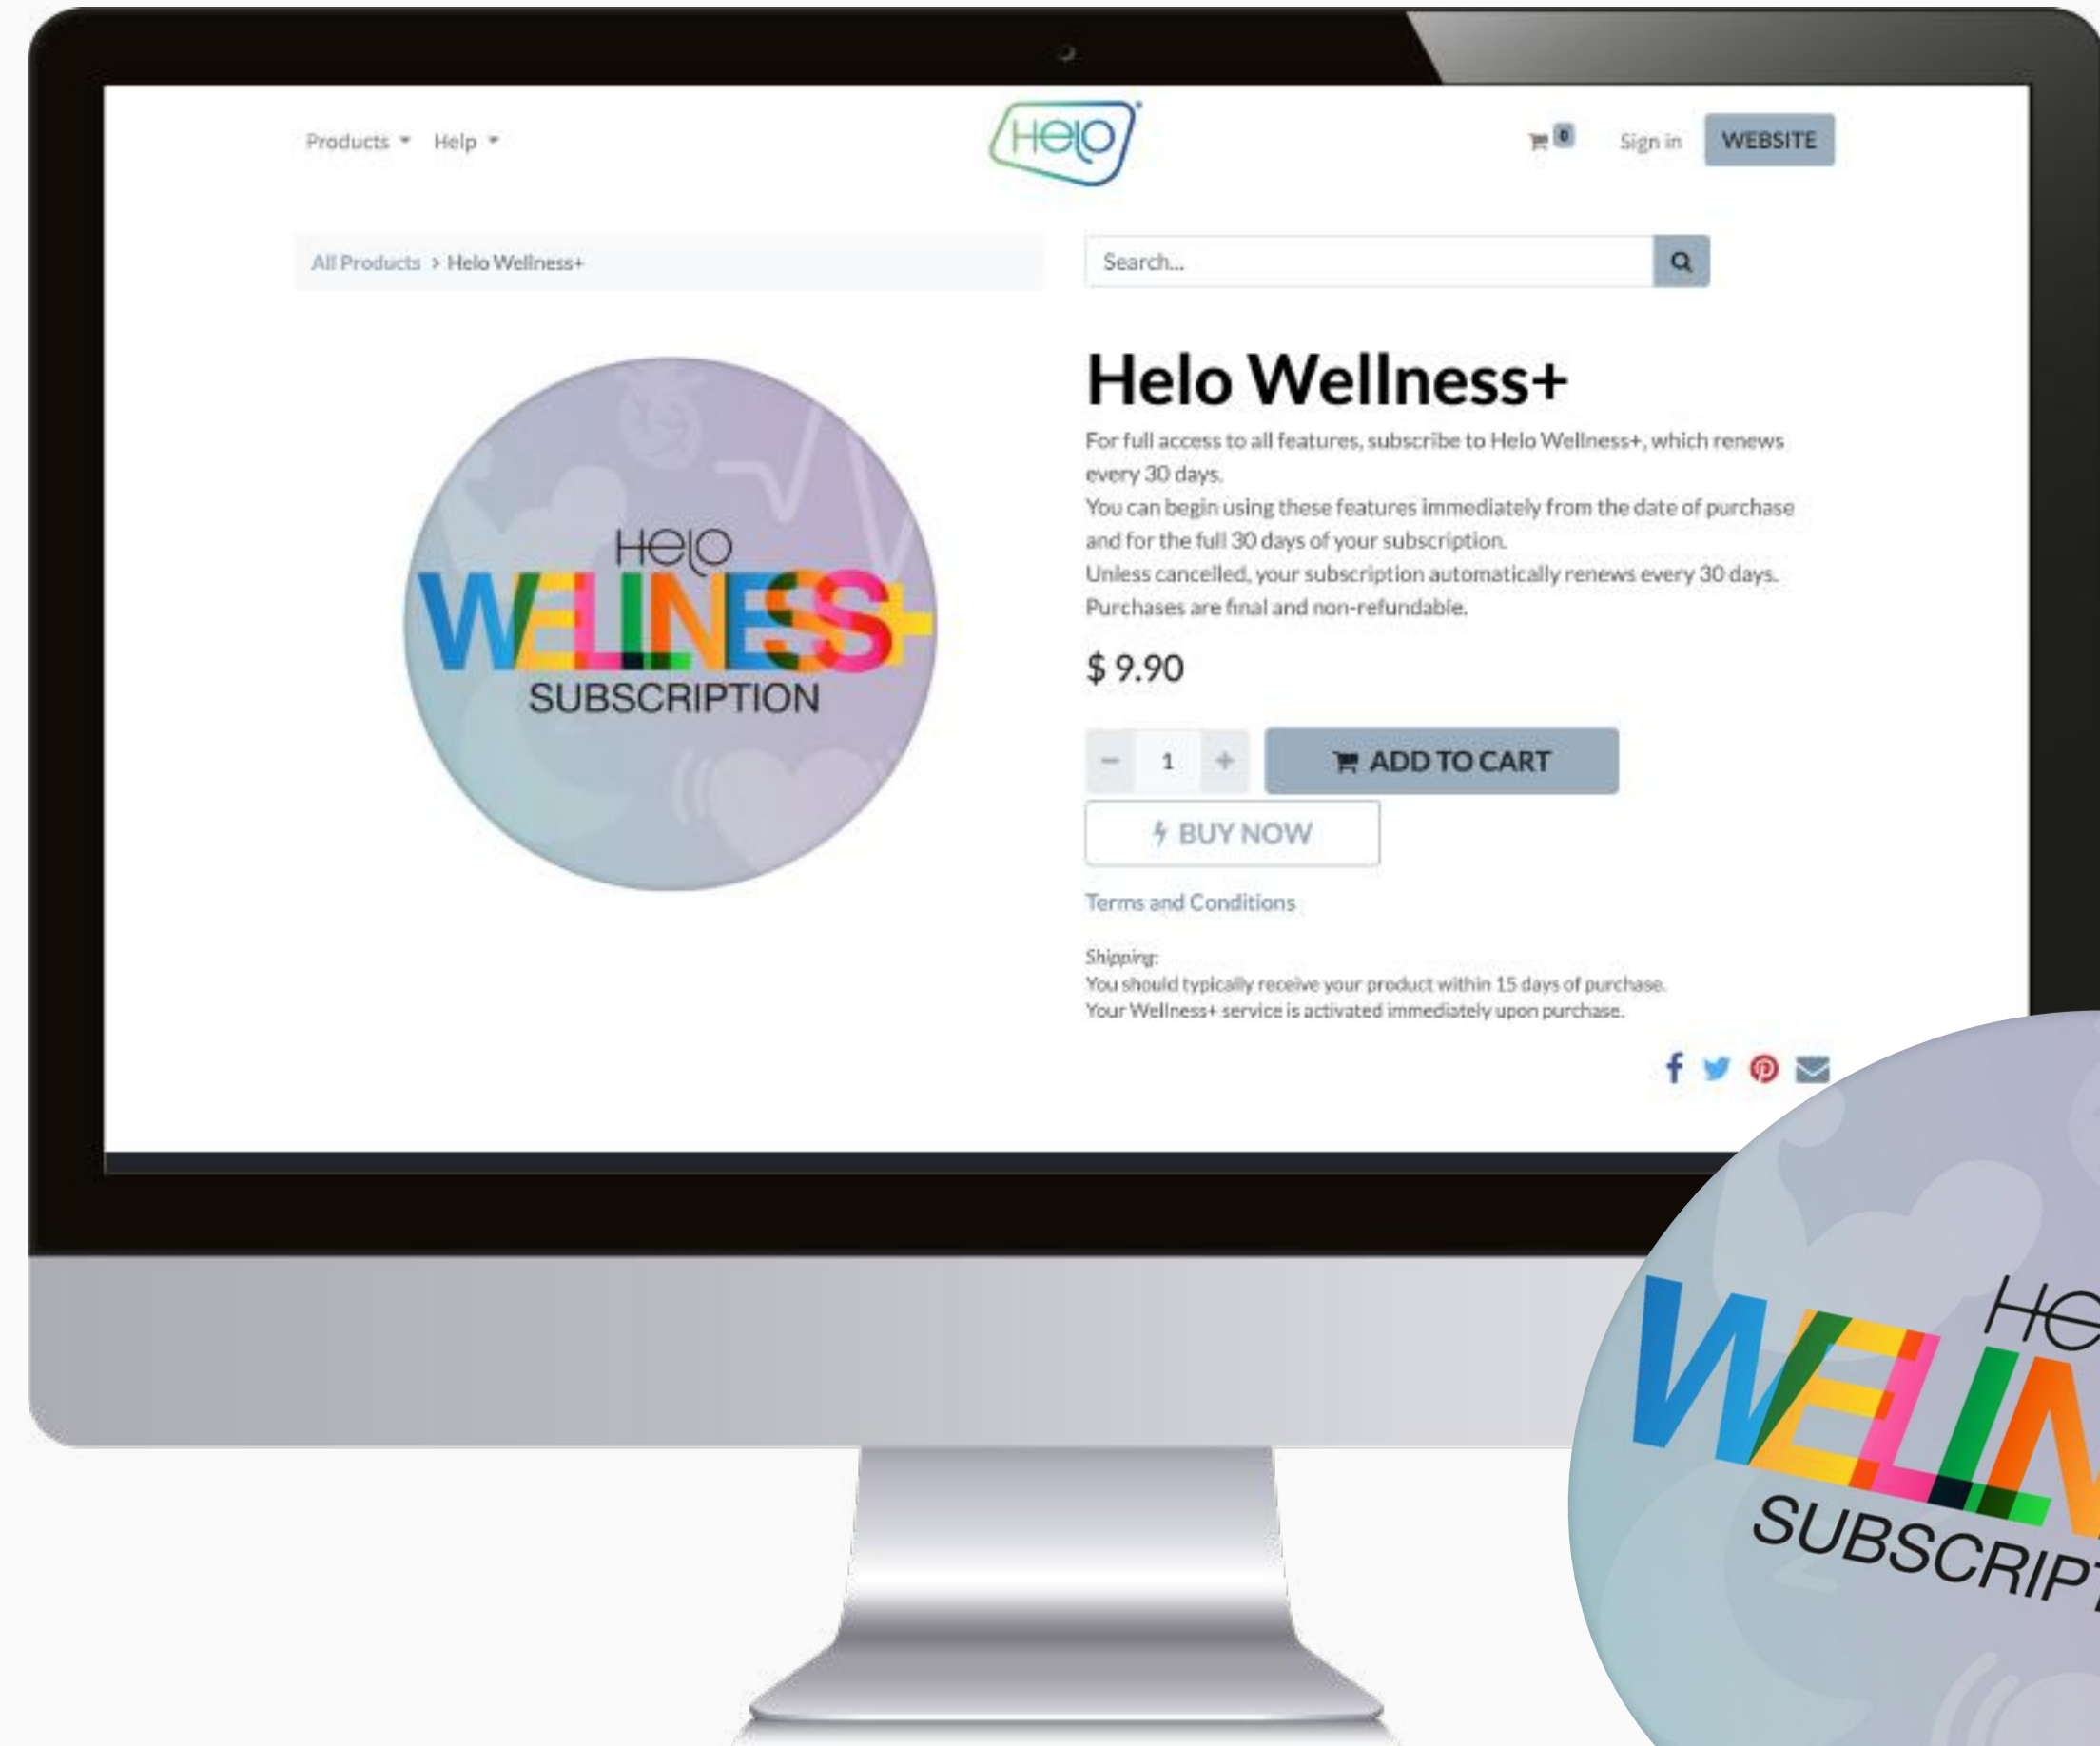 Products Help
Helo
0 Sign in WEBSITE
All Products > Helo Wellness+
Search...
Helo
WELLNESS+
SUBSCRIPTION
Helo Wellness+
For full access to all features, subscribe to Helo Wellness+, which renews
every 30 days.
You can begin using these features immediately from the date of purchase
and for the full 30 days of your subscription.
Unless cancelled, your subscription automatically renews every 30 days.
Purchases are final and non-refundable.
$ 9.90
− 1 + ADD TO CART
BUY NOW
Terms and Conditions
Shipping:
You should typically receive your product within 15 days of purchase.
Your Wellness+ service is activated immediately upon purchase.
He
WELLN
SUBSCRIPT